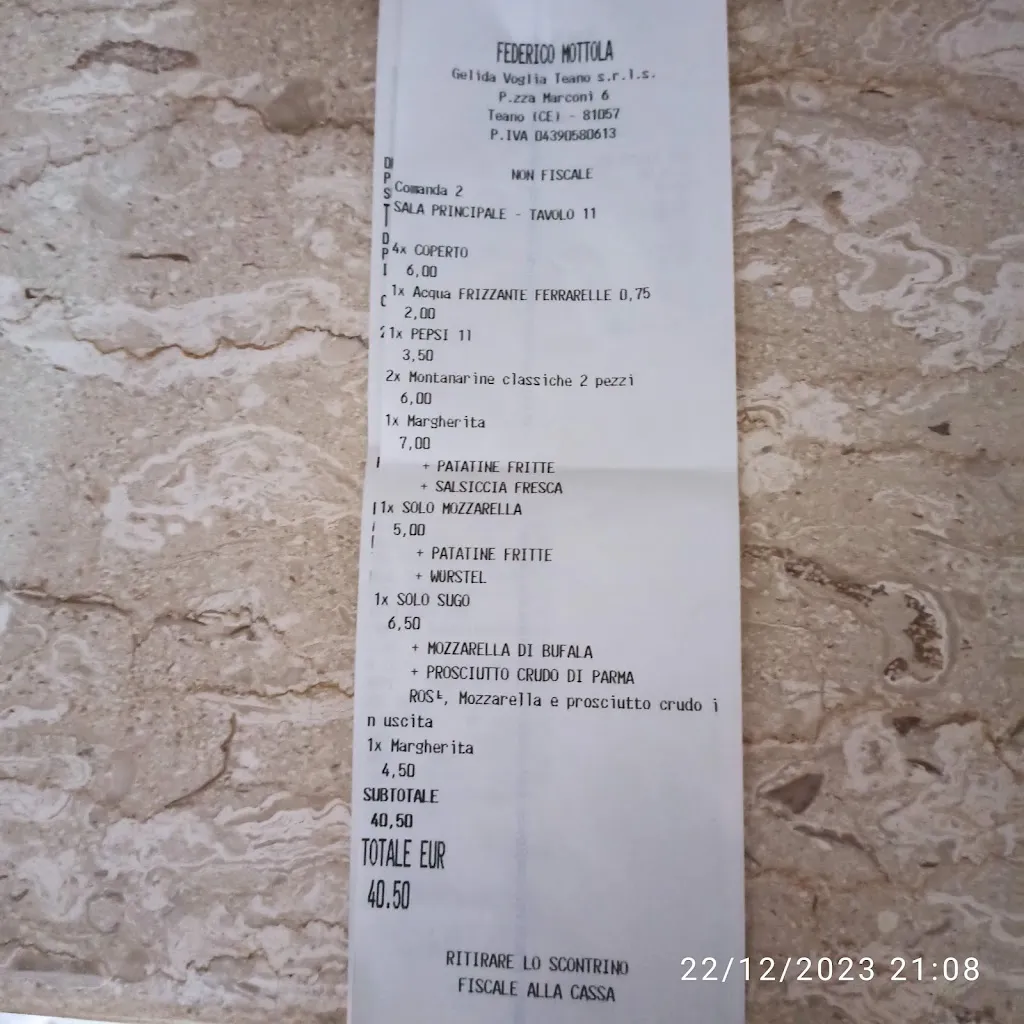 FEDERICO MOTTOLA
Gelida Voglia Teano s.r.l.s.
P.zza Marconi 6
Teano (CE) - 81057
P.IVA 04390580613
NON FISCALE
Comanda 2
SALA PRINCIPALE - TAVOLO 11
4x COPERTO
6,00
1x Acqua FRIZZANTE FERRARELLE 0,75
2,00
1x PEPSI 1l
3,50
2x Montanarine classiche 2 pezzi
6,00
1x Margherita
7,00
+ PATATINE FRITTE
+ SALSICCIA FRESCA
1x SOLO MOZZARELLA
5,00
+ PATATINE FRITTE
+ WURSTEL
1x SOLO SUGO
6,50
+ MOZZARELLA DI BUFALA
+ PROSCIUTTO CRUDO DI PARMA
ROS╘, Mozzarella e prosciutto crudo i
n uscita
1x Margherita
4,50
SUBTOTALE
40,50
TOTALE EUR
40.50
RITIRARE LO SCONTRINO
FISCALE ALLA CASSA
22/12/2023 21:08